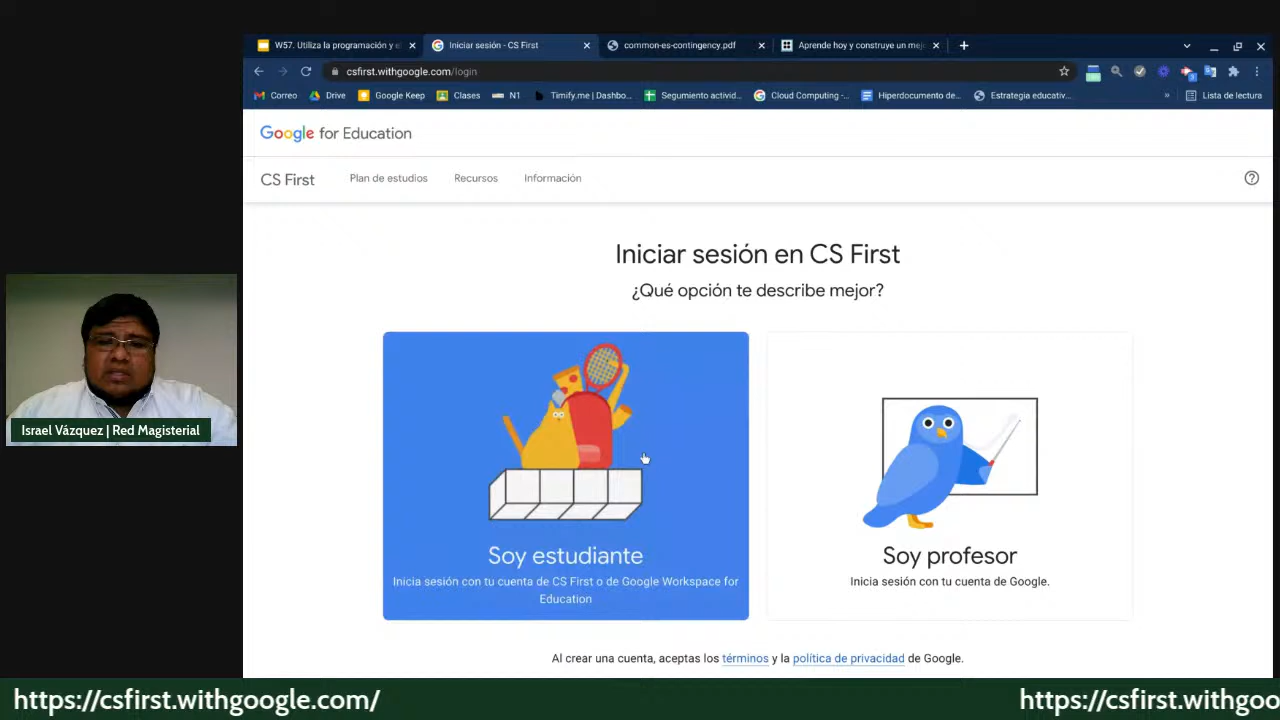 W57. Utiliza la programación y e
Iniciar sesión - CS First
common-es-contingency.pdf
Aprende hoy y construye un mej
csfirst.withgoogle.com/login
Correo
Drive
Google Keep
Clases
N1
Timify.me | Dashbo...
Segumiento activid...
Cloud Computing -...
Hiperdocumento de...
Estrategia educativ...
»
Lista de lectura
Google for Education
CS First
Plan de estudios
Recursos
Información
Iniciar sesión en CS First
¿Qué opción te describe mejor?
Israel Vázquez | Red Magisterial
Soy estudiante
Inicia sesión con tu cuenta de CS First o de Google Workspace for
Education
Soy profesor
Inicia sesión con tu cuenta de Google.
Al crear una cuenta, aceptas los términos y la política de privacidad de Google.
https://csfirst.withgoogle.com/
https://csfirst.withgoo